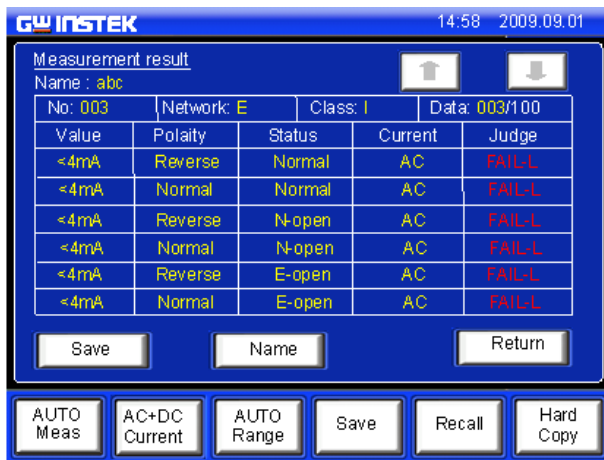 GW INSTEK 14:58 2009.09.01
Measurement result
Name : abc
No: 003 Network: E Class: I Data: 003/100
Value Polaity Status Current Judge
<4mA Reverse Normal AC FAIL-L
<4mA Normal Normal AC FAIL-L
<4mA Reverse N-open AC FAIL-L
<4mA Normal N-open AC FAIL-L
<4mA Reverse E-open AC FAIL-L
<4mA Normal E-open AC FAIL-L
Save Name Return
AUTO Meas AC+DC Current AUTO Range Save Recall Hard Copy